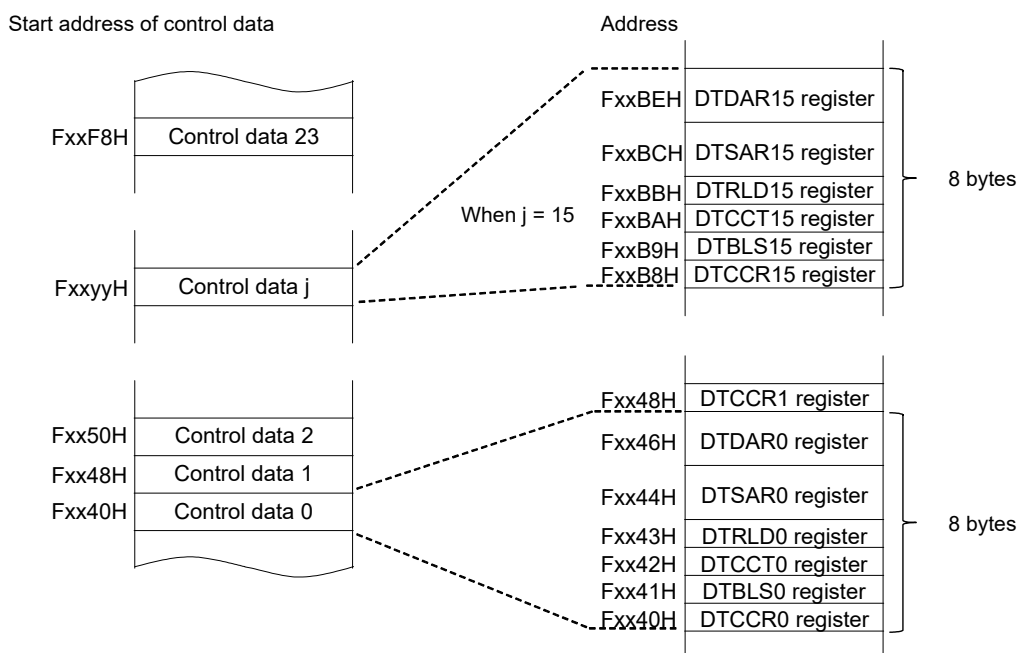 Start address of control data
FxxF8H
Control data 23
FxxyyH
Control data j
Fxx50H
Control data 2
Fxx48H
Control data 1
Fxx40H
Control data 0
When j = 15
Address
FxxBEH
DTDAR15 register
FxxBCH
DTSAR15 register
FxxBBH
DTRLD15 register
FxxBAH
DTCCT15 register
FxxB9H
DTBLS15 register
FxxB8H
DTCCR15 register
8 bytes
Fxx48H
DTCCR1 register
Fxx46H
DTDAR0 register
Fxx44H
DTSAR0 register
Fxx43H
DTRLD0 register
Fxx42H
DTCCT0 register
Fxx41H
DTBLS0 register
Fxx40H
DTCCR0 register
8 bytes